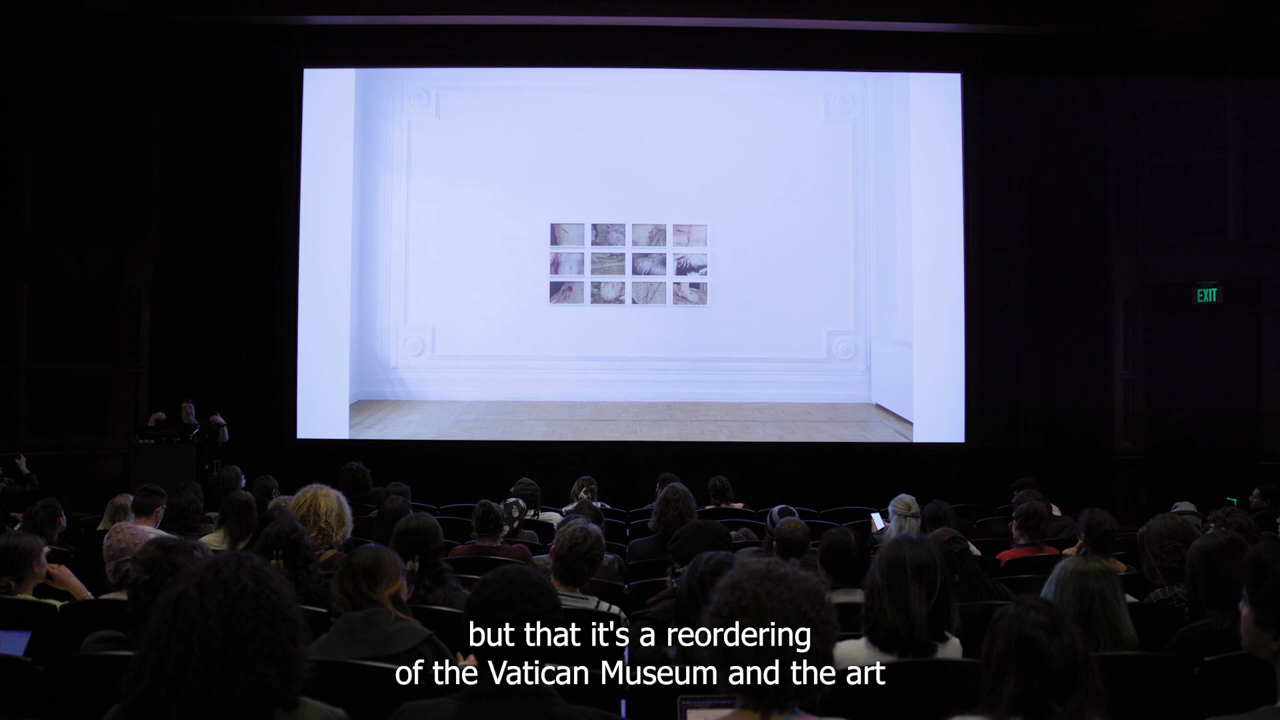 EXIT
but that it's a reordering
of the Vatican Museum and the art